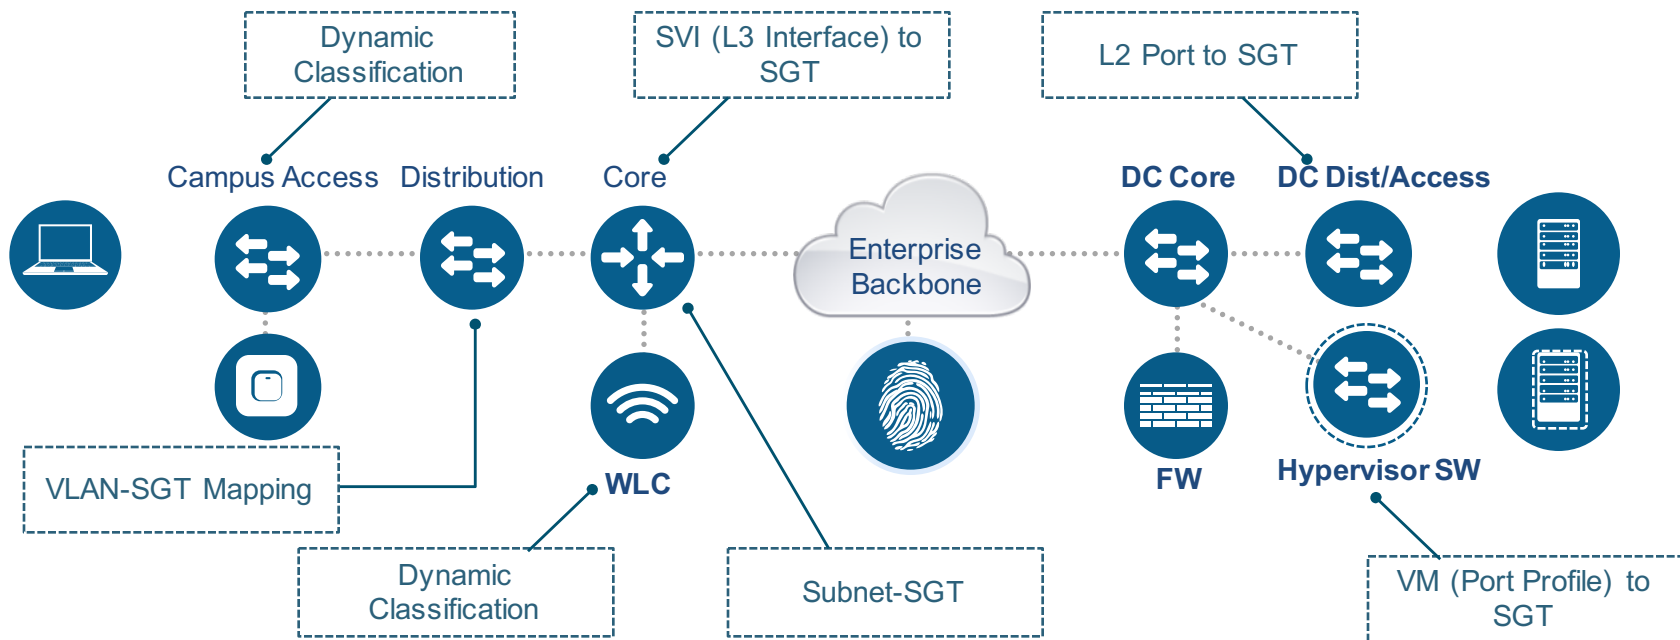 Dynamic
Classification
SVI (L3 Interface) to
SGT
L2 Port to SGT
Campus Access
Distribution
Core
DC Core
DC Dist/Access
Enterprise
Backbone
VLAN-SGT Mapping
WLC
FW
Hypervisor SW
Dynamic
Classification
Subnet-SGT
VM (Port Profile) to
SGT